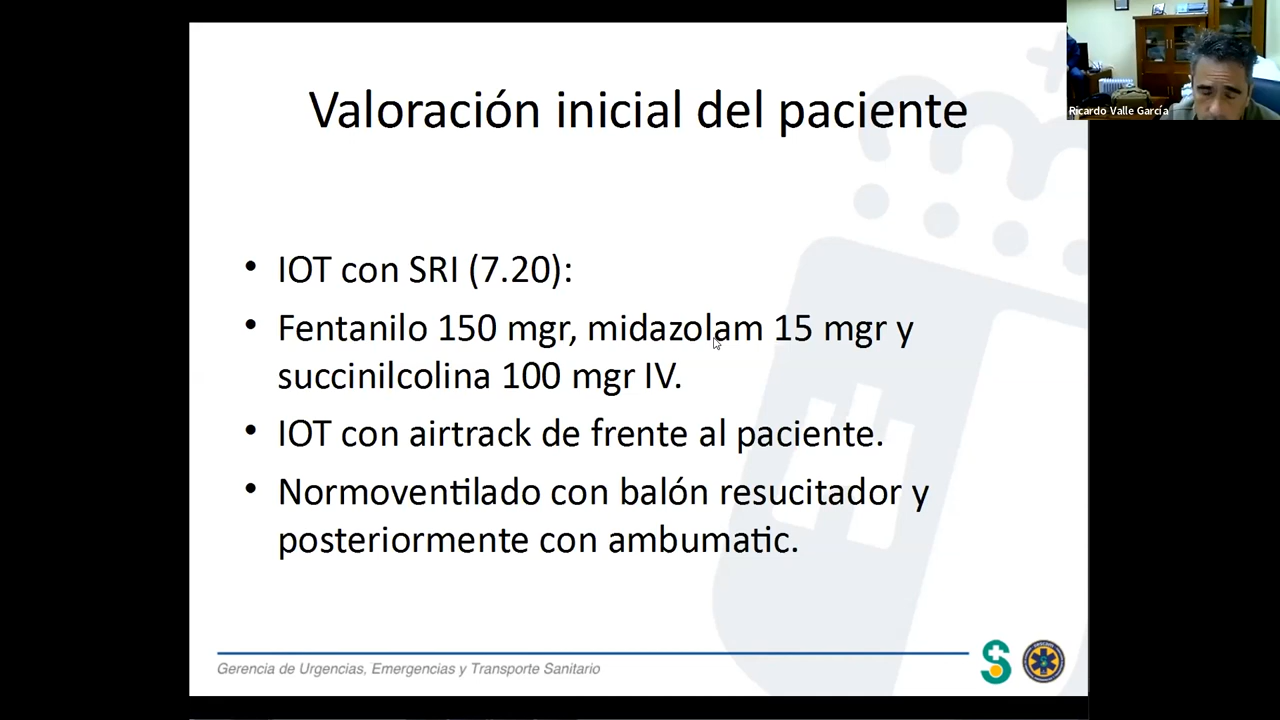 Valoración inicial del paciente
Ricardo Valle García
• IOT con SRI (7.20):
• Fentanilo 150 mgr, midazolam 15 mgr y
succinilcolina 100 mgr IV.
• IOT con airtrack de frente al paciente.
• Normoventilado con balón resucitador y
posteriormente con ambumatic.
Gerencia de Urgencias, Emergencias y Transporte Sanitario